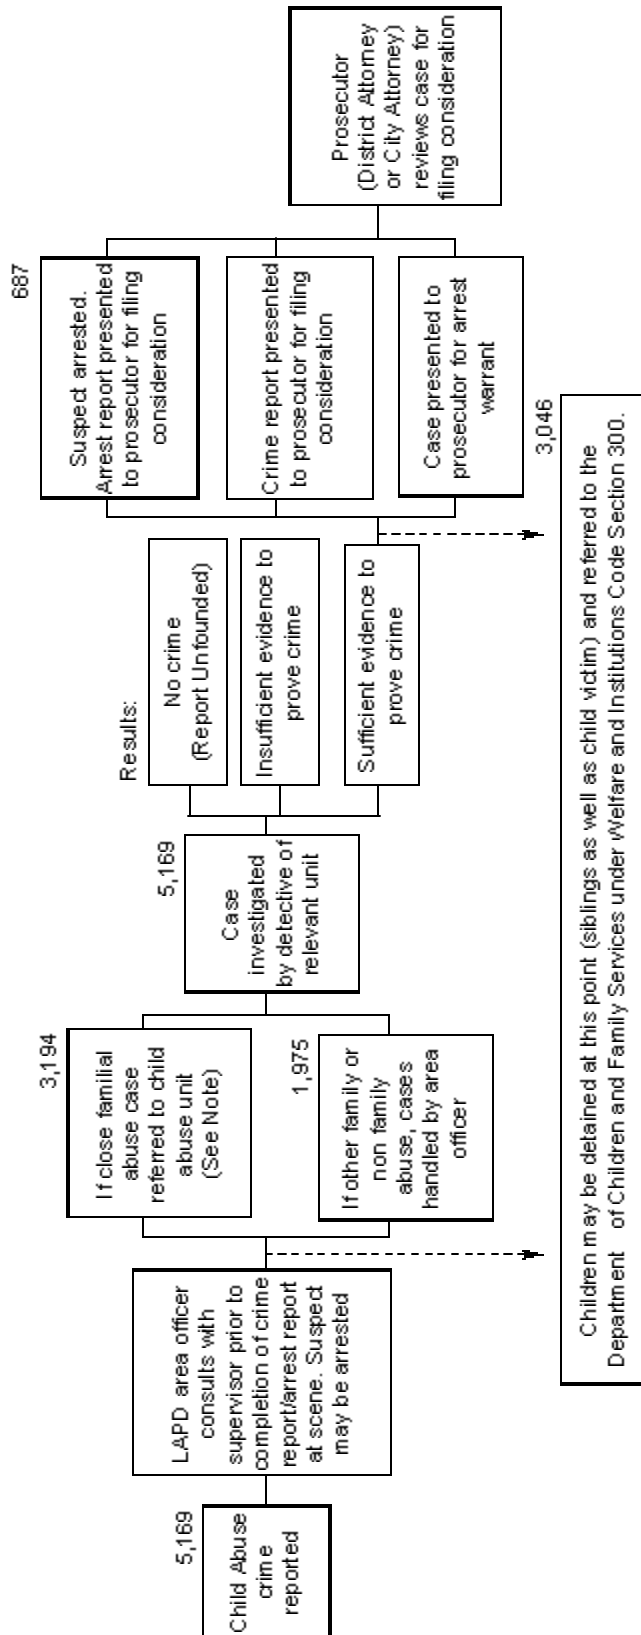 5,169
Child Abuse
crime
reported
LAPD area officer
consults with
supervisor prior to
completion of crime
report/arrest report
at scene. Suspect
may be arrested
3,194
If close familial
abuse case
referred to child
abuse unit
(See Note)
1,975
If other family or
non family
abuse, cases
handled by area
officer
5,169
Case
investigated
by detective of
relevant unit
Results:
No crime
(Report Unfounded)
Insufficient evidence to
prove crime
Sufficient evidence to
prove crime
687
Suspect arrested.
Arrest report presented
to prosecutor for filing
consideration
Crime report presented
to prosecutor for filing
consideration
Case presented to
prosecutor for arrest
warrant
Prosecutor
(District Attorney
or City Attorney)
reviews case for
filing consideration
3,046
Children may be detained at this point (siblings as well as child victim) and referred to the
Department of Children and Family Services under Welfare and Institutions Code Section 300.